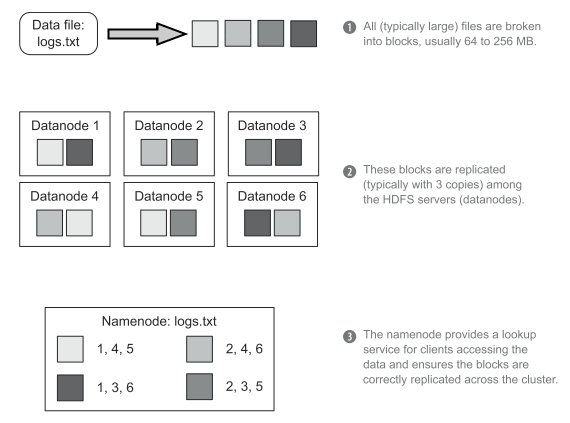 Data file:
logs.txt
1 All (typically large) files are broken
into blocks, usually 64 to 256 MB.
Datanode 1
Datanode 2
Datanode 3
Datanode 4
Datanode 5
Datanode 6
2 These blocks are replicated
(typically with 3 copies) among
the HDFS servers (datanodes).
Namenode: logs.txt
1, 4, 5
2, 4, 6
1, 3, 6
2, 3, 5
3 The namenode provides a lookup
service for clients accessing the
data and ensures the blocks are
correctly replicated across the cluster.